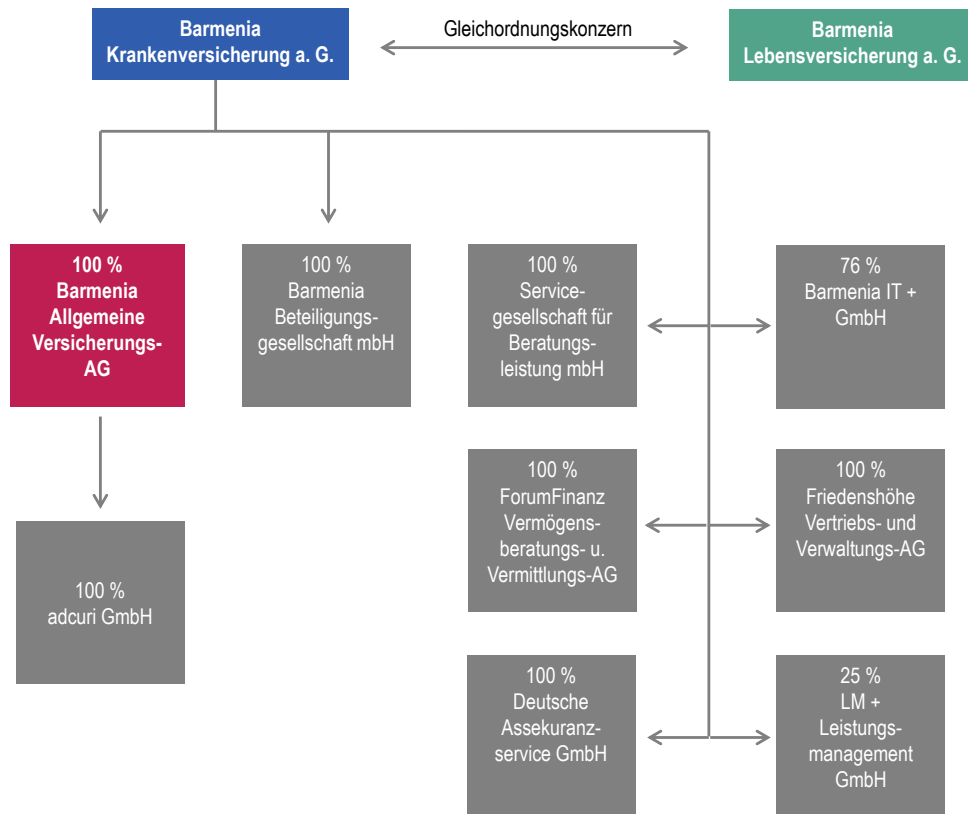 Barmenia
Krankenversicherung a. G.
Gleichordnungskonzern
Barmenia
Lebensversicherung a. G.
100 %
Barmenia
Allgemeine
Versicherungs-
AG
100 %
Barmenia
Beteiligungs-
gesellschaft mbH
100 %
Service-
gesellschaft für
Beratungs-
leistung mbH
76 %
Barmenia IT +
GmbH
100 %
ForumFinanz
Vermögens-
beratungs- u.
Vermittlungs-AG
100 %
Friedenshöhe
Vertriebs- und
Verwaltungs-AG
100 %
adcuri GmbH
100 %
Deutsche
Assekuranz-
service GmbH
25 %
LM +
Leistungs-
management
GmbH